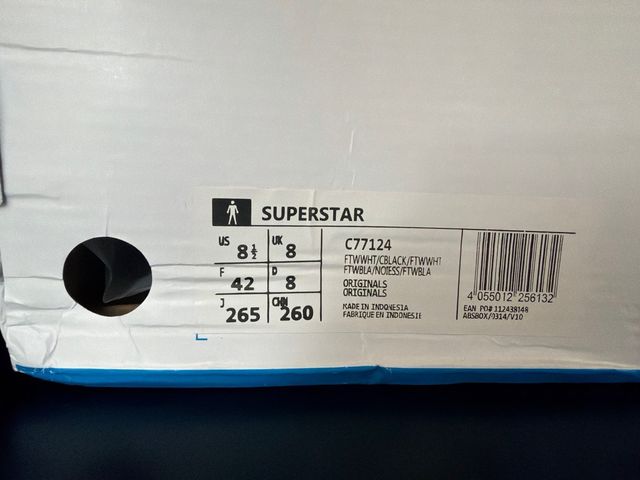 SUPERSTAR
US 8½ UK 8
F 42 D 8
J 265 CHN 260
C77124
FTWWHT/CBLACK/FTWWHT
FTWBLA/NOIESS/FTWBLA
ORIGINALS
ORIGINALS
MADE IN INDONESIA
FABRIQUE EN INDONESIE
4 055012 256132
EAN PO# 112439148
ABSBOX/0314/V10